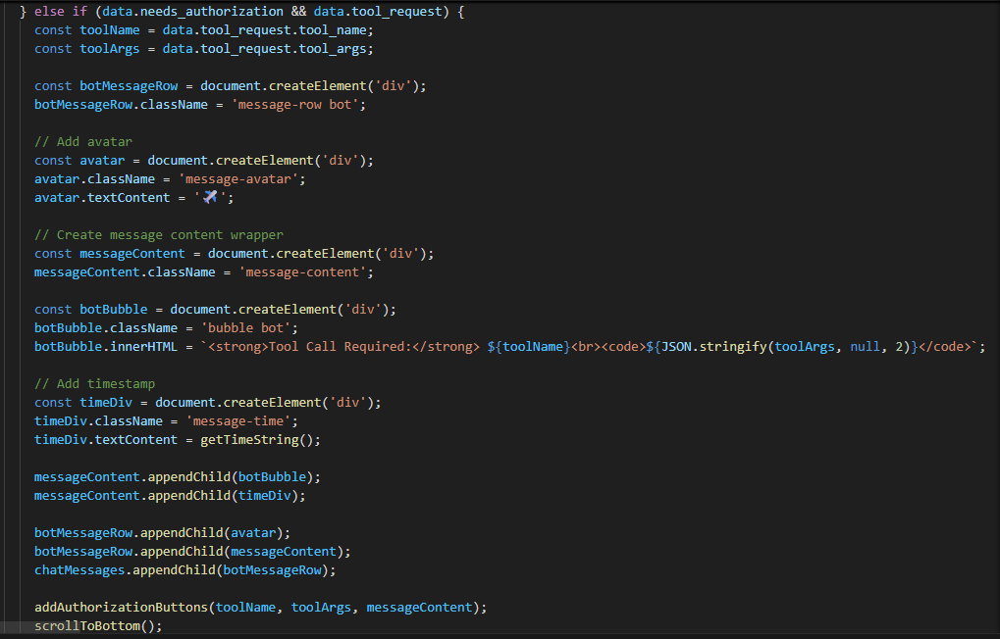 } else if (data.needs_authorization && data.tool_request) {
const toolName = data.tool_request.tool_name;
const toolArgs = data.tool_request.tool_args;
const botMessageRow = document.createElement('div');
botMessageRow.className = 'message-row bot';
// Add avatar
const avatar = document.createElement('div');
avatar.className = 'message-avatar';
avatar.textContent = '✈️';
// Create message content wrapper
const messageContent = document.createElement('div');
messageContent.className = 'message-content';
const botBubble = document.createElement('div');
botBubble.className = 'bubble bot';
botBubble.innerHTML = `<strong>Tool Call Required:</strong> ${toolName}<br><code>${JSON.stringify(toolArgs, null, 2)}</code>`;
// Add timestamp
const timeDiv = document.createElement('div');
timeDiv.className = 'message-time';
timeDiv.textContent = getTimeString();
messageContent.appendChild(botBubble);
messageContent.appendChild(timeDiv);
botMessageRow.appendChild(avatar);
botMessageRow.appendChild(messageContent);
chatMessages.appendChild(botMessageRow);
addAuthorizationButtons(toolName, toolArgs, messageContent);
scrollToBottom();